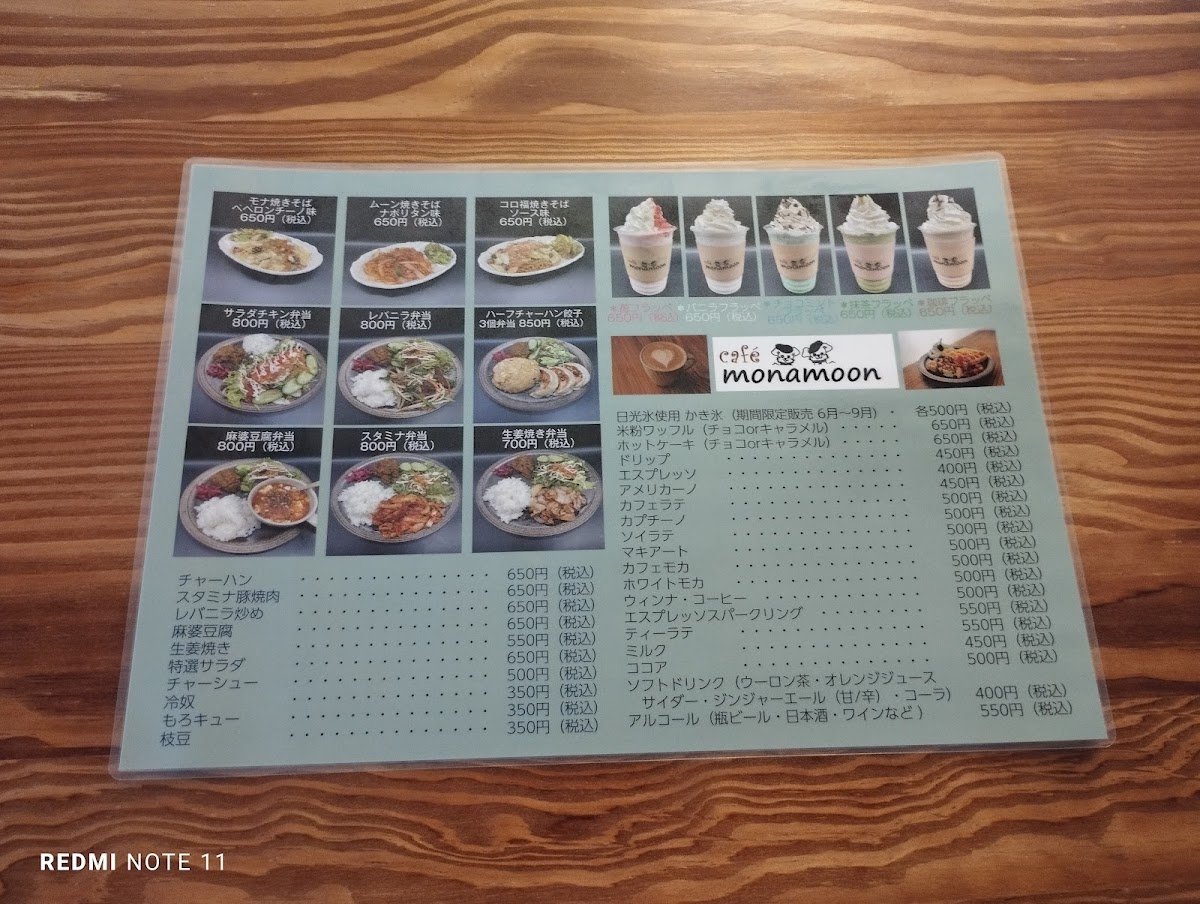 モナ焼きそば
ペペロンチーノ味
650円（税込）
ムーン焼きそば
ナポリタン味
650円（税込）
コロ福焼きそば
ソース味
650円（税込）
サラダチキン弁当
800円（税込）
レバニラ弁当
800円（税込）
ハーフチャーハン餃子
3個弁当 850円（税込）
麻婆豆腐弁当
800円（税込）
スタミナ弁当
800円（税込）
生姜焼き弁当
700円（税込）
チャーハン ・・・・・・・・・・・ 650円（税込）
スタミナ豚焼肉 650円（税込）
レバニラ炒め ・・・・・・・・・・・ 650円（税込）
麻婆豆腐 650円（税込）
生姜焼き ・・・・・・・・・・・ 550円（税込）
特選サラダ 650円（税込）
チャーシュー ・・・・・・・・・・・ 500円（税込）
冷奴 350円（税込）
もろキュー ・・・・・・・・・・・ 350円（税込）
枝豆 ・・・・・・・・・・・ 350円（税込）
650円（税込）
●バニラフラッペ
650円（税込）
650円（税込）
●抹茶フラッペ
650円（税込）
●珈琲フラッペ
650円（税込）
café
monamoon
日光氷使用 かき氷（期間限定販売 6月～9月）・ 各500円（税込）
米粉ワッフル（チョコorキャラメル）・・・・・ 650円（税込）
ホットケーキ（チョコorキャラメル）・・・・・ 650円（税込）
ドリップ ・・・・・・・・・・・ 450円（税込）
エスプレッソ 400円（税込）
アメリカーノ ・・・・・・・・・・・ 450円（税込）
カフェラテ 500円（税込）
カプチーノ ・・・・・・・・・・・ 500円（税込）
ソイラテ 500円（税込）
マキアート ・・・・・・・・・・・ 500円（税込）
カフェモカ 500円（税込）
ホワイトモカ ・・・・・・・・・・・ 500円（税込）
ウィンナ・コーヒー ・・・・・・・・・ 500円（税込）
エスプレッソスパークリング ・・・・・・ 550円（税込）
ティーラテ ・・・・・・・・・・・ 550円（税込）
ミルク 450円（税込）
ココア ・・・・・・・・・・・ 500円（税込）
ソフトドリンク（ウーロン茶・オレンジジュース
サイダー・ジンジャーエール（甘/辛）・コーラ） 400円（税込）
アルコール（瓶ビール・日本酒・ワインなど） 550円（税込）
REDMI NOTE 11